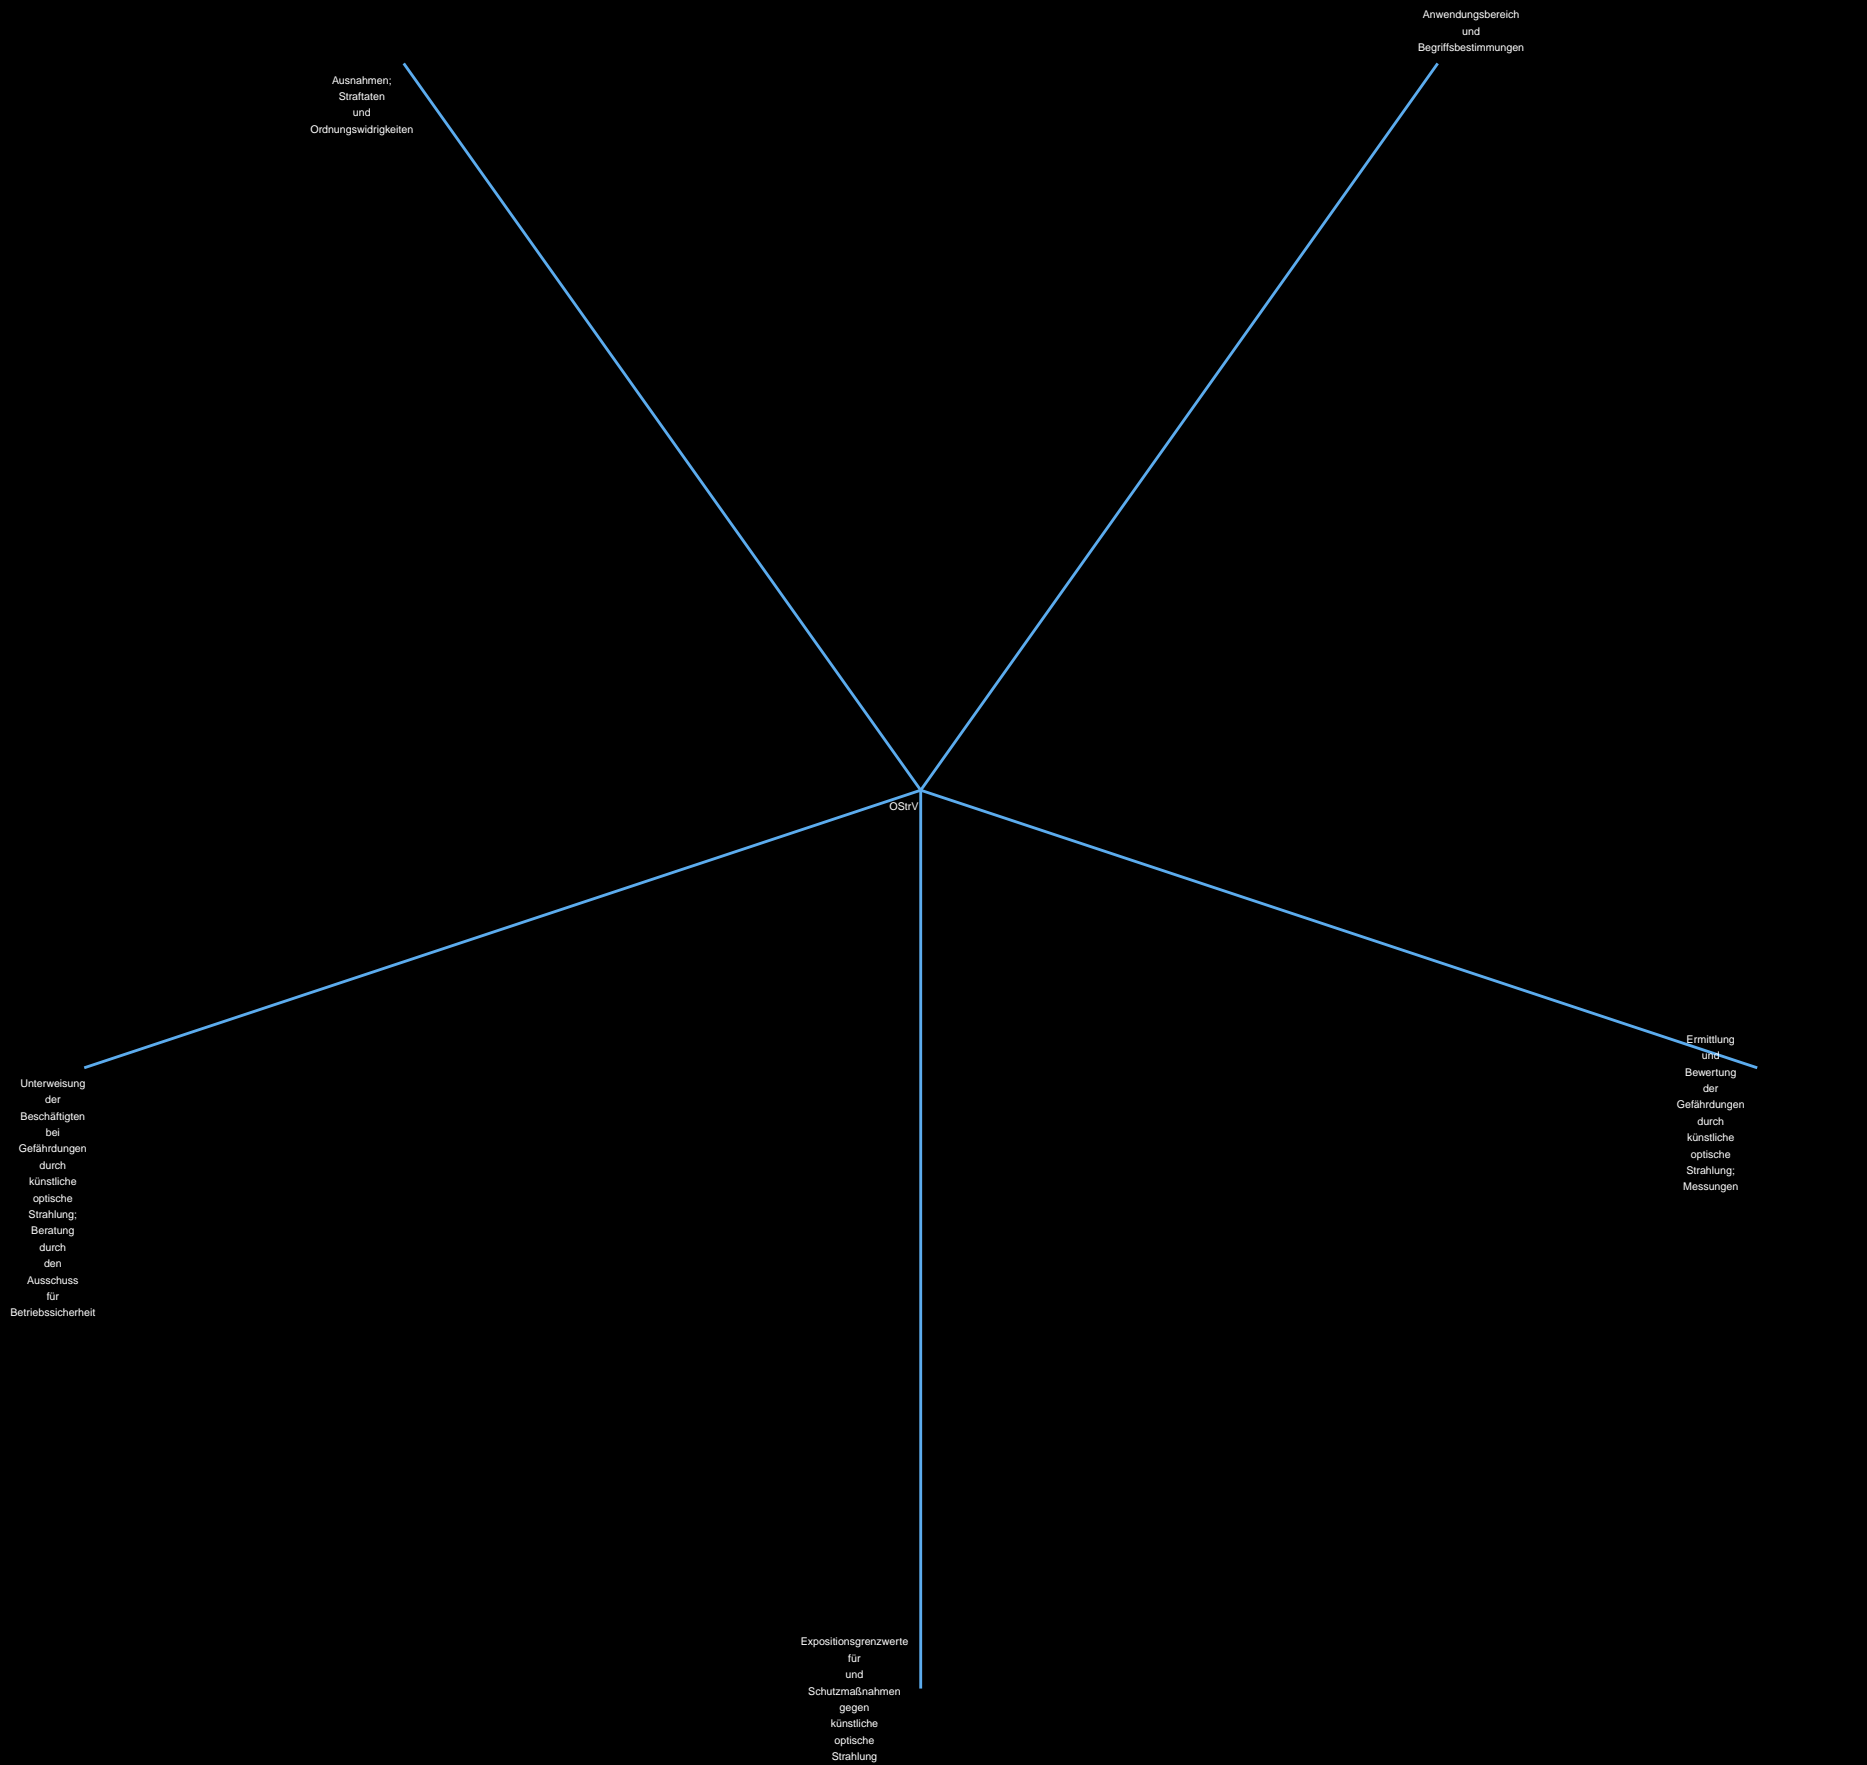 Anwendungsbereich
und
Begriffsbestimmungen
Ausnahmen;
Straftaten
und
Ordnungswidrigkeiten
OStrV
Ermittlung
und
Bewertung
der
Gefährdungen
durch
künstliche
optische
Strahlung;
Messungen
Unterweisung
der
Beschäftigten
bei
Gefährdungen
durch
künstliche
optische
Strahlung;
Beratung
durch
den
Ausschuss
für
Betriebssicherheit
Expositionsgrenzwerte
für
und
Schutzmaßnahmen
gegen
künstliche
optische
Strahlung